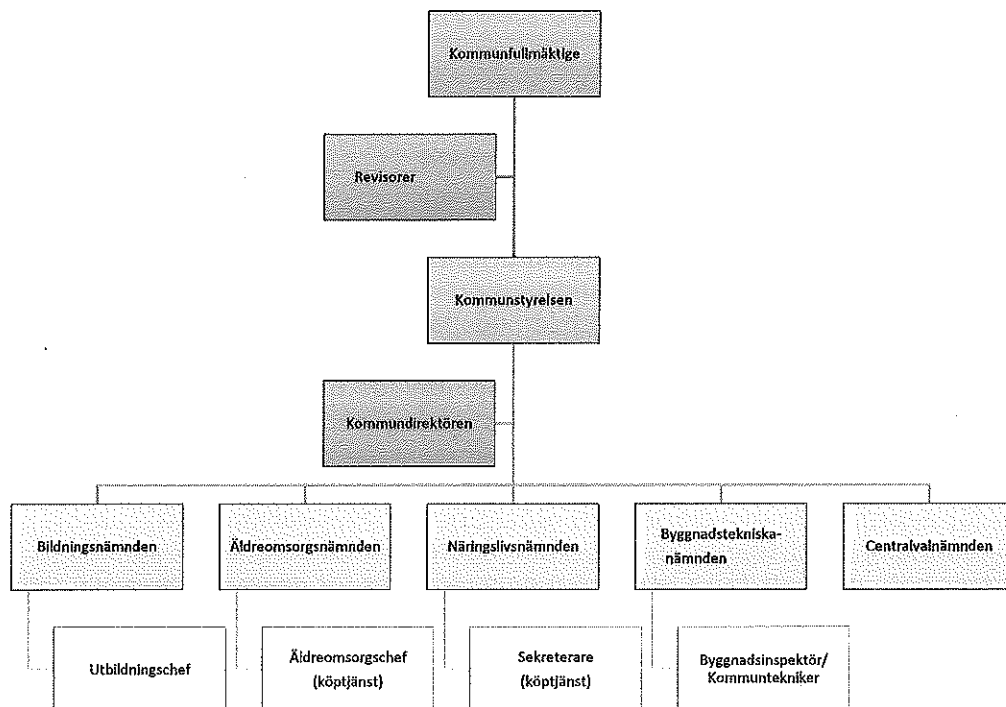 Kommunfullmäktige
Revisorer
Kommunstyrelsen
Kommundirektören
Bildningsnämnden
Äldreomsorgsnämnden
Näringslivsnämnden
Byggnadstekniska-
nämnden
Centralvalnämnden
Utbildningschef
Äldreomsorgschef
(köptjänst)
Sekreterare
(köptjänst)
Byggnadsinspektör/
Kommuntekniker